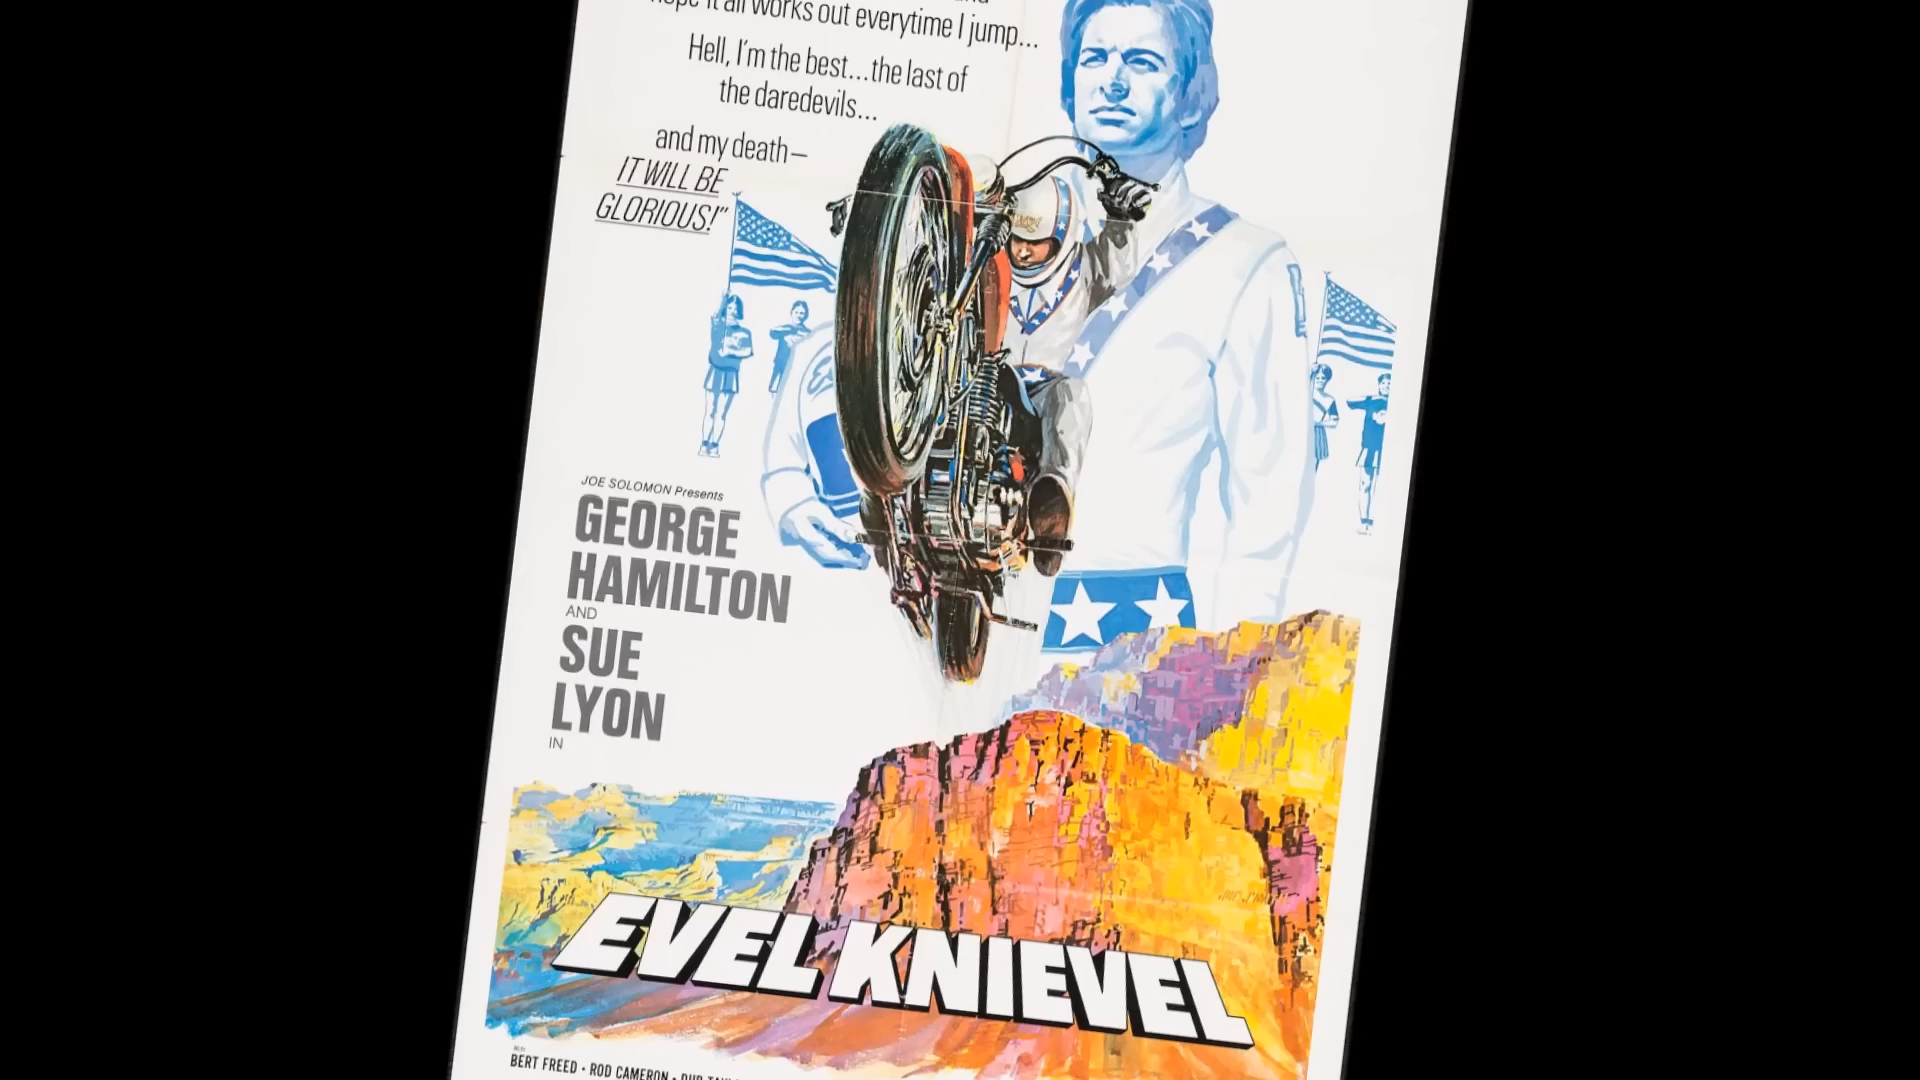 hope it all works out everytime I jump...
Hell, I'm the best...the last of
the daredevils...
and my death—
IT WILL BE
GLORIOUS!"
JOE SOLOMON Presents
GEORGE
HAMILTON
AND
SUE
LYON
IN
EVEL KNIEVEL
BERT FREED • ROD CAMERON •